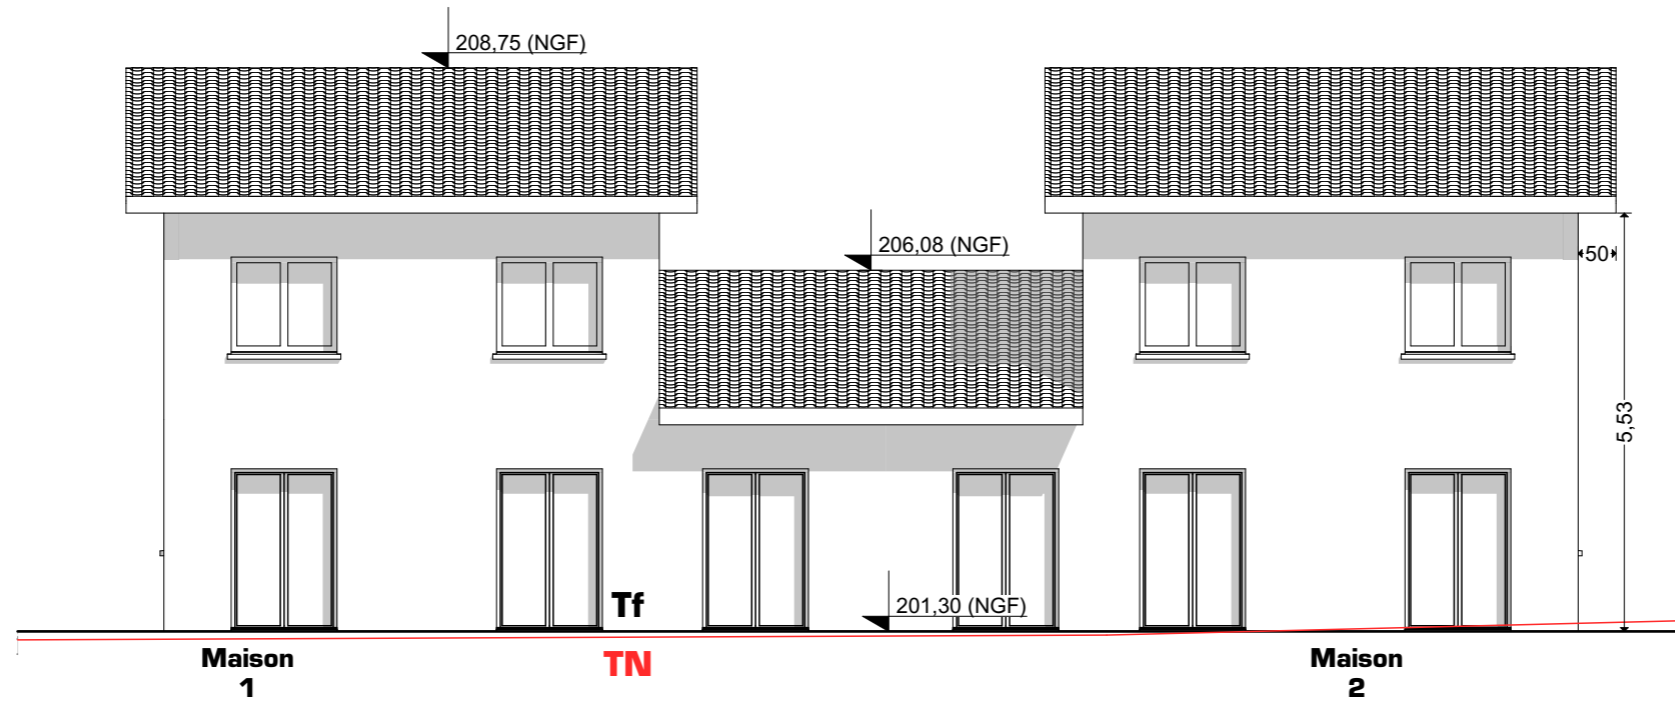 208,75 (NGF)
206,08 (NGF)
50
5,53
Tf
201,30 (NGF)
Maison
1
TN
Maison
2